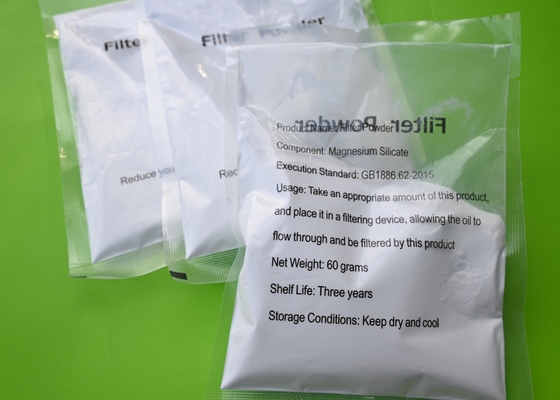 Filter
Filter Powder
Filter Powder
Product Name: Filter Powder
Component: Magnesium Silicate
Execution Standard: GB1886.62-2015
Usage: Take an appropriate amount of this product,
and place it in a filtering device, allowing the oil to
flow through and be filtered by this product
Net Weight: 60 grams
Shelf Life: Three years
Storage Conditions: Keep dry and cool
Reduce you
Rec